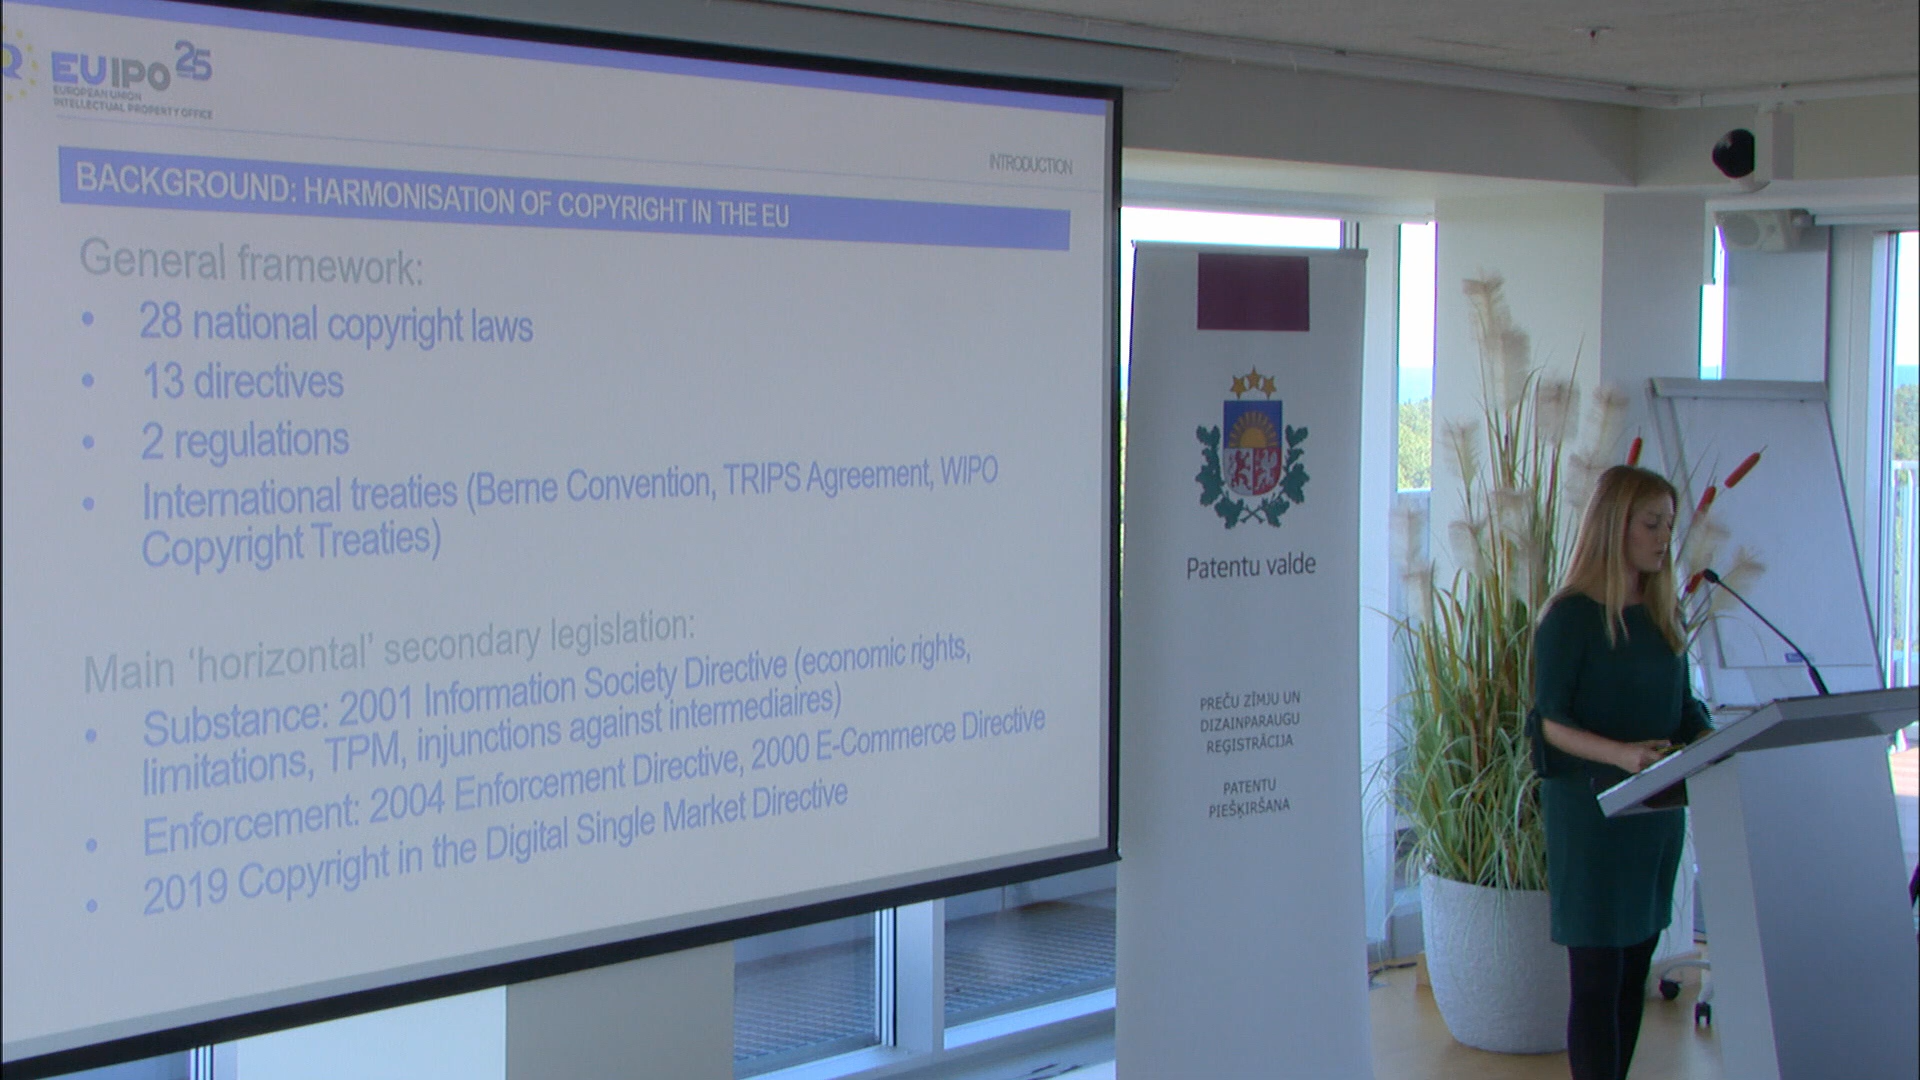 EUIPO 25
EUROPEAN UNION
INTELLECTUAL PROPERTY OFFICE
INTRODUCTION
BACKGROUND: HARMONISATION OF COPYRIGHT IN THE EU
General framework:
• 28 national copyright laws
• 13 directives
• 2 regulations
• International treaties (Berne Convention, TRIPS Agreement, WIPO
Copyright Treaties)
Main ‘horizontal’ secondary legislation:
• Substance: 2001 Information Society Directive (economic rights,
limitations, TPM, injunctions against intermediaires)
• Enforcement: 2004 Enforcement Directive, 2000 E-Commerce Directive
• 2019 Copyright in the Digital Single Market Directive
Patentu valde
PREČU ZĪMJU UN
DIZAINPARAUGU
REĢISTRĀCIJA
PATENTU
PIEŠĶIRŠANA